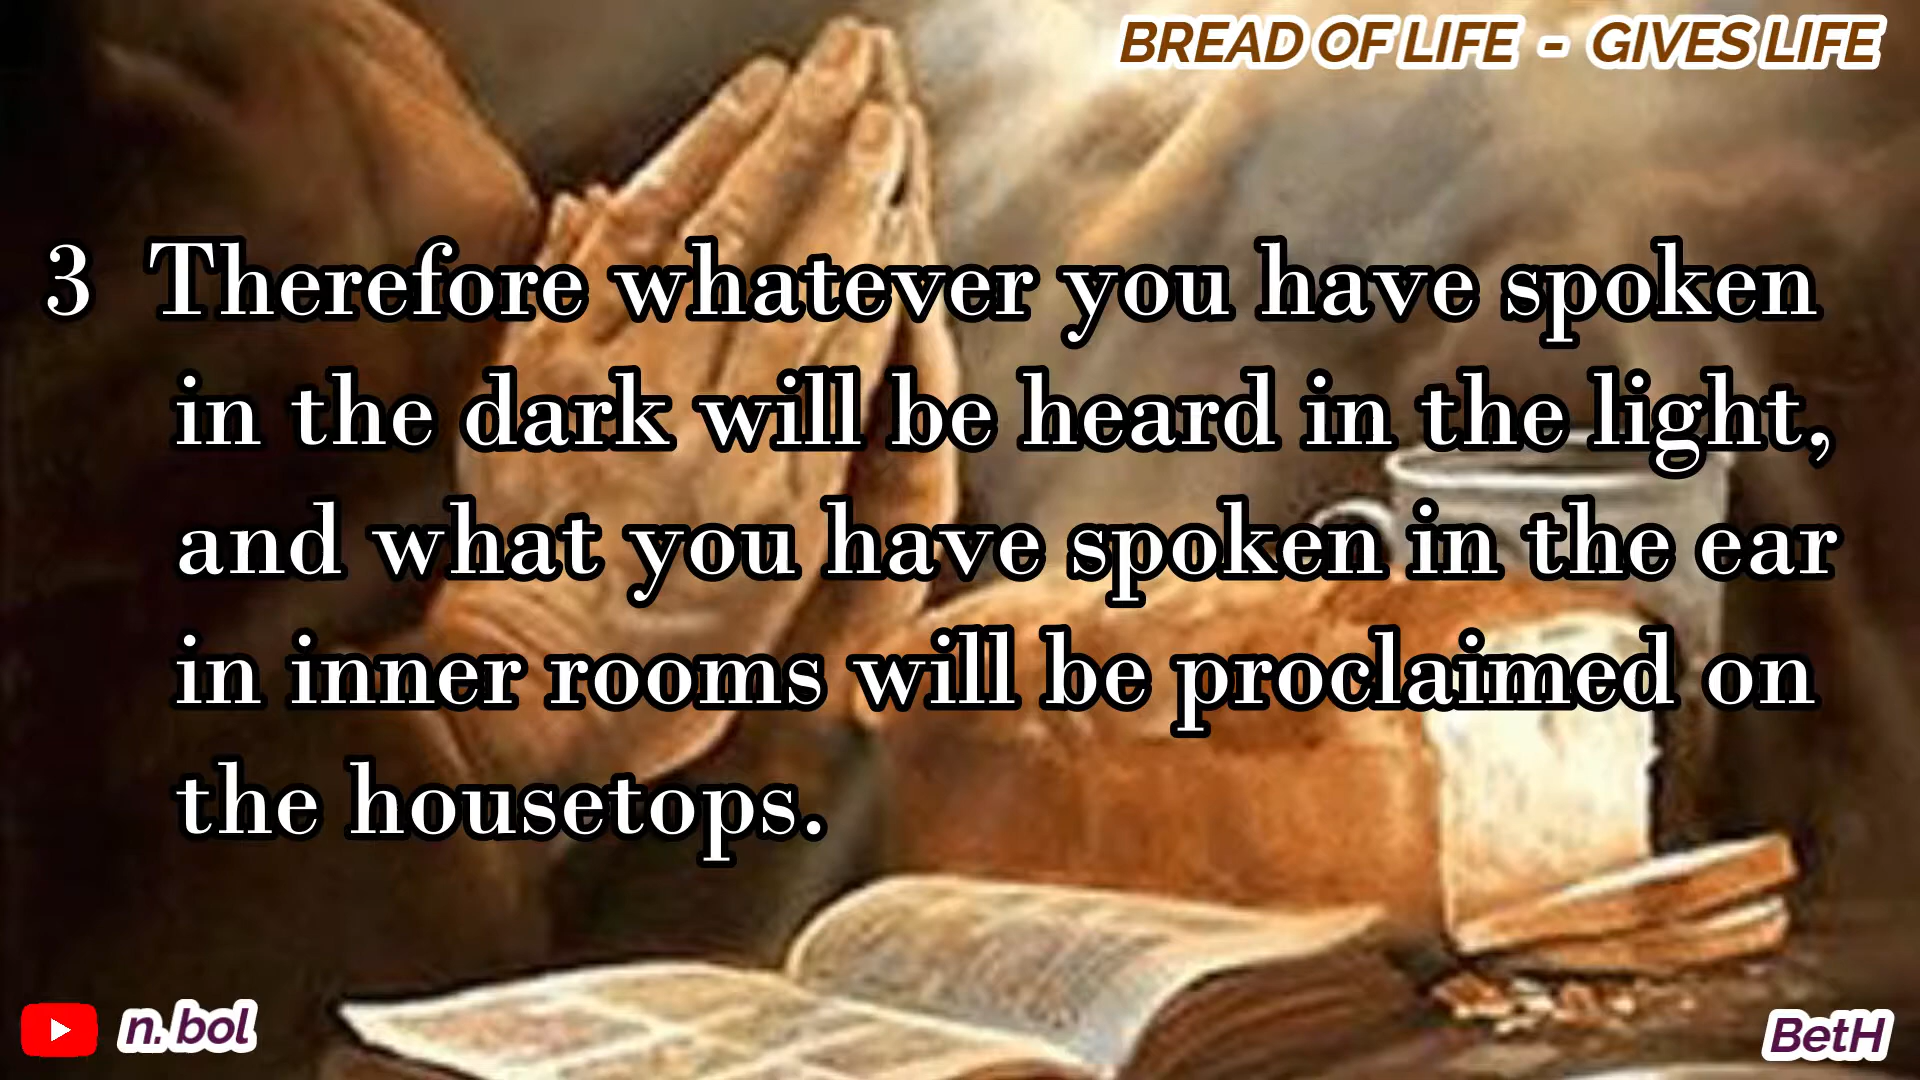 BREAD OF LIFE - GIVES LIFE
3 Therefore whatever you have spoken
in the dark will be heard in the light,
and what you have spoken in the ear
in inner rooms will be proclaimed on
the housetops.
n. bol
BetH